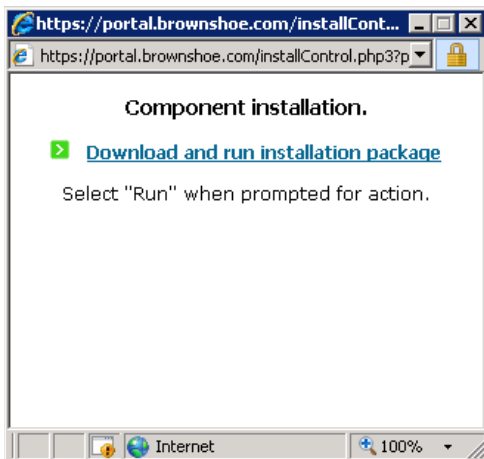 https://portal.brownshoe.com/installCont...
https://portal.brownshoe.com/installControl.php3?p
Component installation.
Download and run installation package
Select "Run" when prompted for action.
Internet
100%